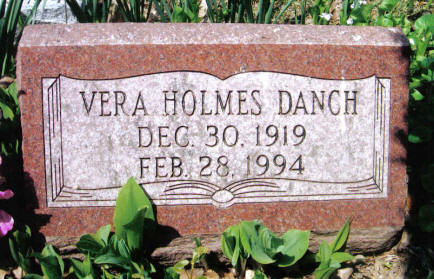 VERA HOLMES DANCH
DEC. 30. 1919
FEB. 28, 1994